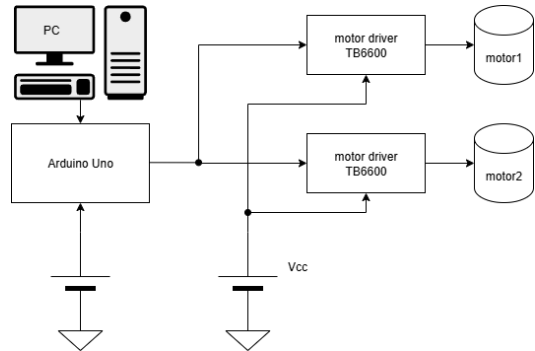 PC
motor driver
TB6600
motor1
Arduino Uno
motor driver
TB6600
motor2
Vcc